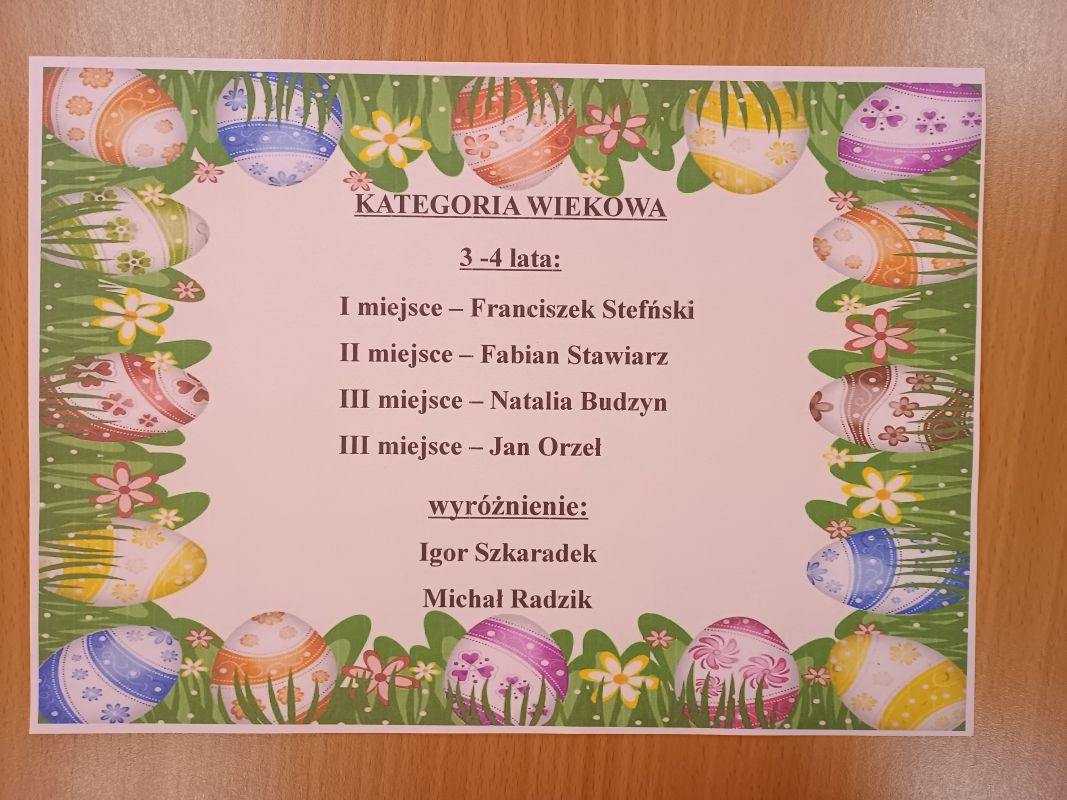 KATEGORIA WIEKOWA
3 -4 lata:
I miejsce – Franciszek Stefński
II miejsce – Fabian Stawiarz
III miejsce – Natalia Budzyn
III miejsce – Jan Orzeł
wyróżnienie:
Igor Szkaradek
Michał Radzik